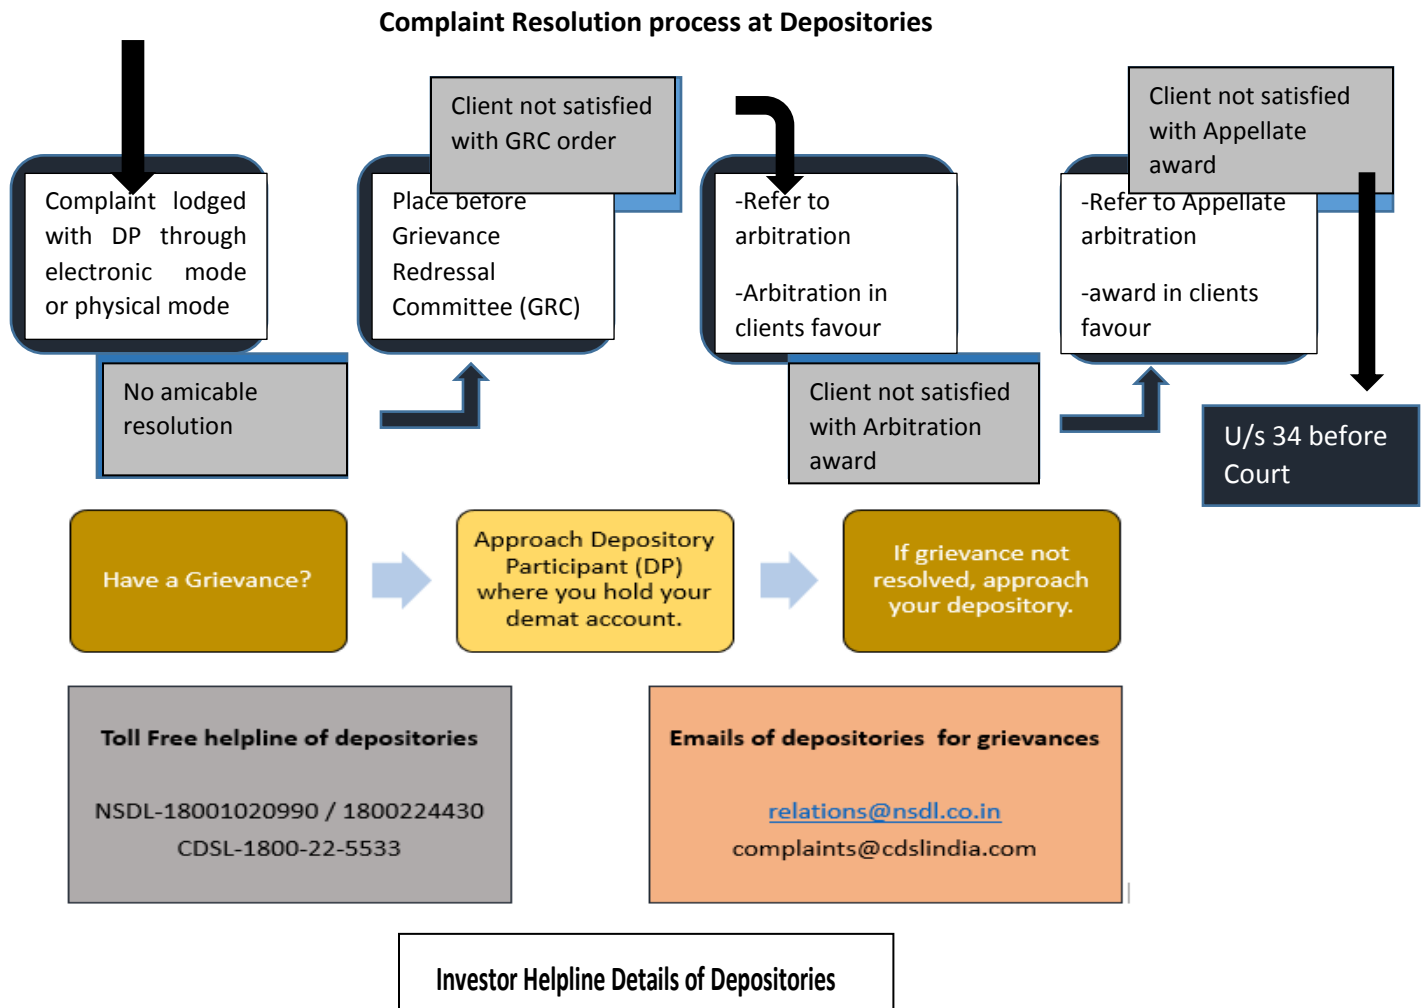 Complaint Resolution process at Depositories
Complaint lodged
with DP through
electronic mode
or physical mode
No amicable
resolution
Place before
Grievance
Redressal
Committee (GRC)
Client not satisfied
with GRC order
-Refer to
arbitration
-Arbitration in
clients favour
Client not satisfied
with Arbitration
award
-Refer to Appellate
arbitration
-award in clients
favour
Client not satisfied
with Appellate
award
U/s 34 before
Court
Have a Grievance?
Approach Depository
Participant (DP)
where you hold your
demat account.
If grievance not
resolved, approach
your depository.
Toll Free helpline of depositories
NSDL-18001020990 / 1800224430
CDSL-1800-22-5533
Emails of depositories for grievances
relations@nsdl.co.in
complaints@cdslindia.com
Investor Helpline Details of Depositories